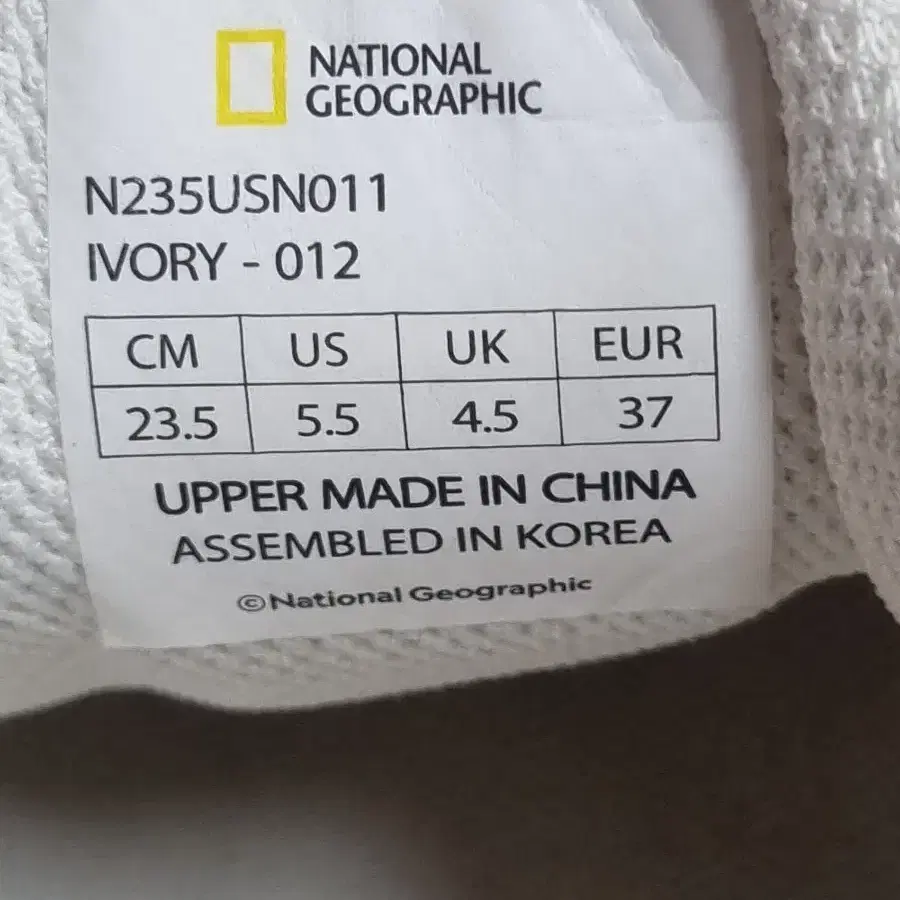 NATIONAL
GEOGRAPHIC
N235USN011
IVORY - 012
CM US UK EUR
23.5 5.5 4.5 37
UPPER MADE IN CHINA
ASSEMBLED IN KOREA
©National Geographic